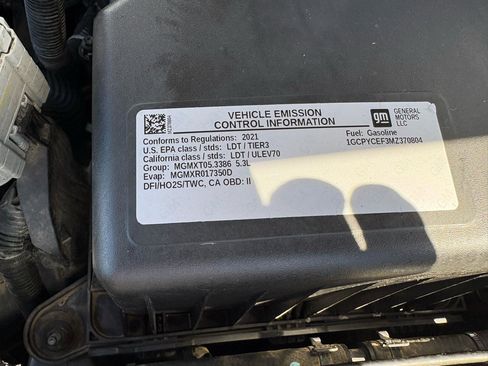 VEHICLE EMISSION
CONTROL INFORMATION
gm GENERAL
MOTORS
LLC
Conforms to Regulations: 2021
U.S. EPA class / stds: LDT / TIER3
California class / stds: LDT / ULEV70
Group: MGMXT05.3386 5.3L
Evap: MGMXR017350D
DFI/HO2S/TWC, CA OBD: II
Fuel: Gasoline
1GCPYCEF3MZ370804